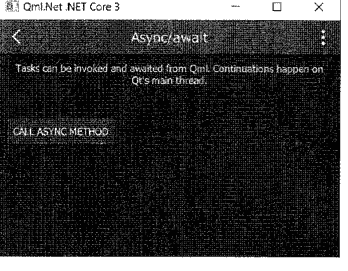 Qml.Net .NET Core 3
Async/await
Tasks can be invoked and awaited from Qml. Continuations happen on
Qt's main thread.
CALL ASYNC METHOD